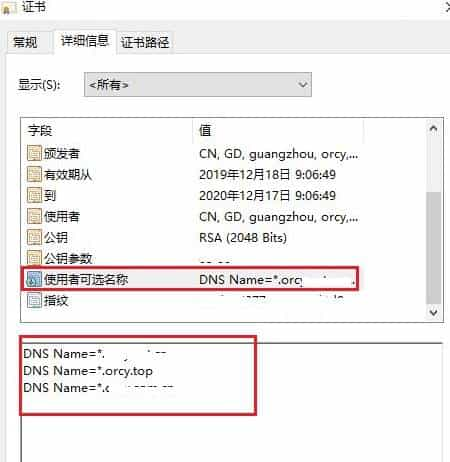 证书
常规 详细信息 证书路径
显示(S): <所有>
字段 值
颁发者 CN, GD, guangzhou, orcy,...
有效期从 2019年12月18日 9:06:49
到 2020年12月17日 9:06:49
使用者 CN, GD, guangzhou, orcy,...
公钥 RSA (2048 Bits)
公钥参数
使用者可选名称 DNS Name=*.orcy
指纹
DNS Name=*.
DNS Name=*.orcy.top
DNS Name=*.